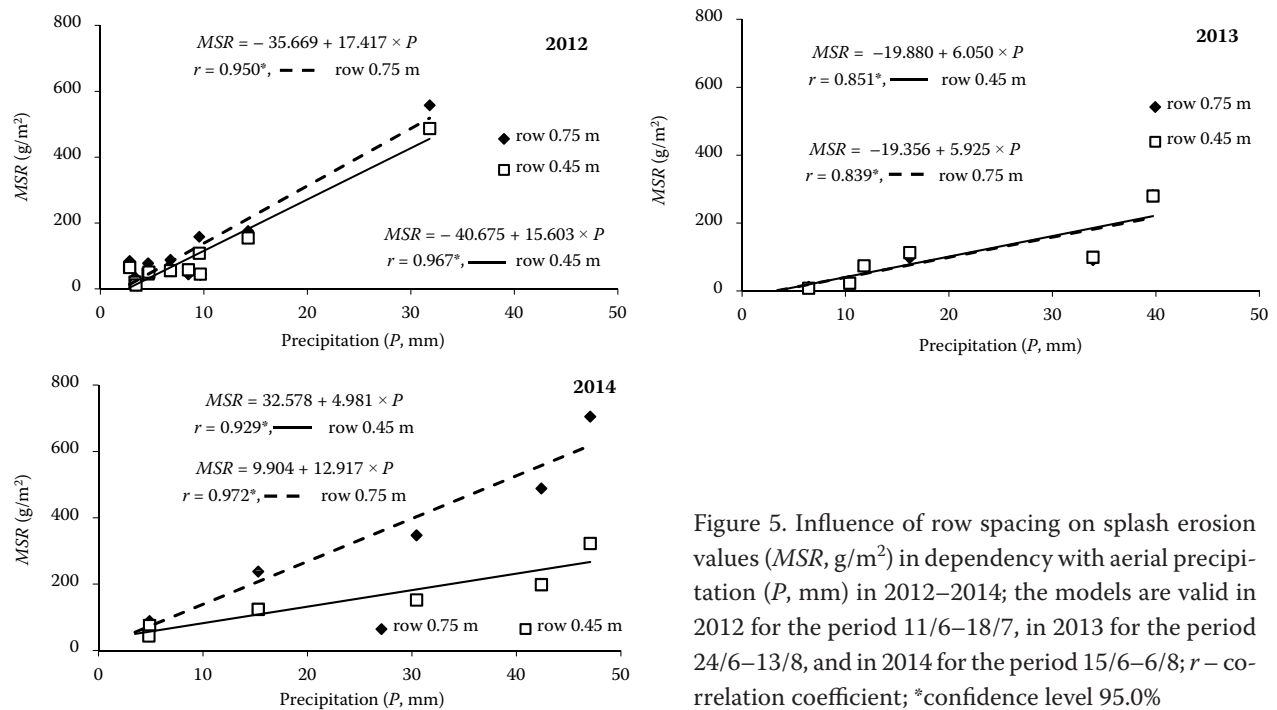 800
600
400
200
0
MSR (g/m²)
MSR = – 35.669 + 17.417 × P
r = 0.950*, row 0.75 m
2012
row 0.75 m
row 0.45 m
MSR = – 40.675 + 15.603 × P
r = 0.967*, row 0.45 m
0 10 20 30 40 50
Precipitation (P, mm)
800
600
400
200
0
MSR (g/m²)
2013
MSR = –19.880 + 6.050 × P
r = 0.851*, row 0.45 m
row 0.75 m
row 0.45 m
MSR = –19.356 + 5.925 × P
r = 0.839*, row 0.75 m
0 10 20 30 40 50
Precipitation (P, mm)
800
600
400
200
0
MSR (g/m²)
2014
MSR = 32.578 + 4.981 × P
r = 0.929*, row 0.45 m
MSR = 9.904 + 12.917 × P
r = 0.972*, row 0.75 m
row 0.75 m row 0.45 m
0 10 20 30 40 50
Precipitation (P, mm)
Figure 5. Influence of row spacing on splash erosion
values (MSR, g/m²) in dependency with aerial precipi-
tation (P, mm) in 2012–2014; the models are valid in
2012 for the period 11/6–18/7, in 2013 for the period
24/6–13/8, and in 2014 for the period 15/6–6/8; r – co-
rrelation coefficient; *confidence level 95.0%